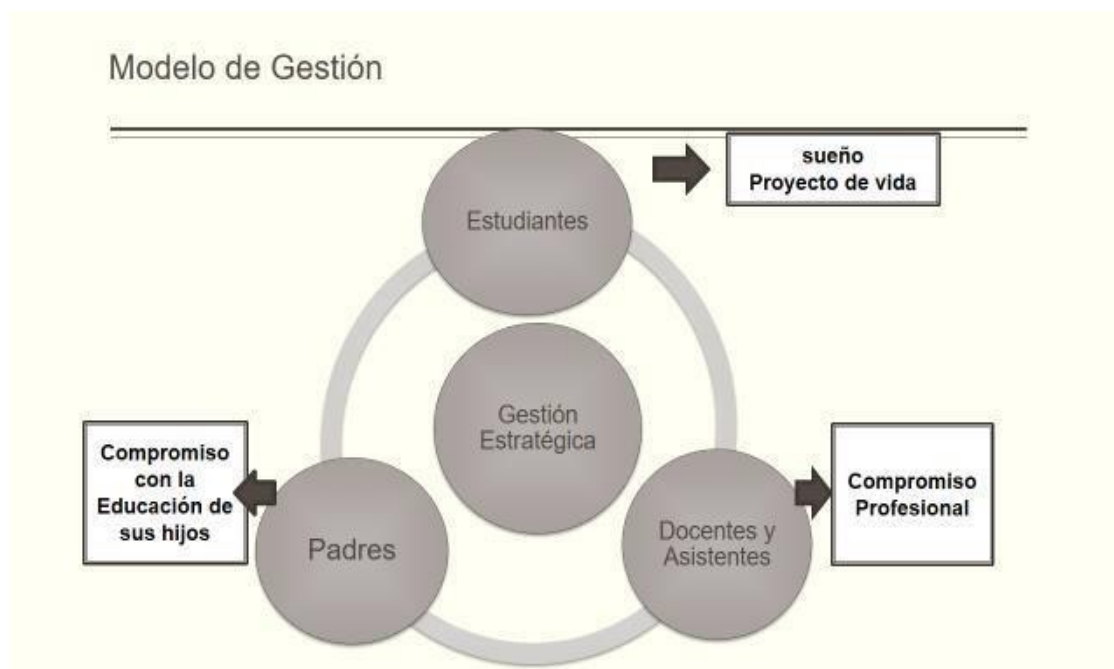 Modelo de Gestión
sueño
Proyecto de vida
Estudiantes
Gestión
Estratégica
Compromiso
con la
Educación de
sus hijos
Padres
Docentes y
Asistentes
Compromiso
Profesional